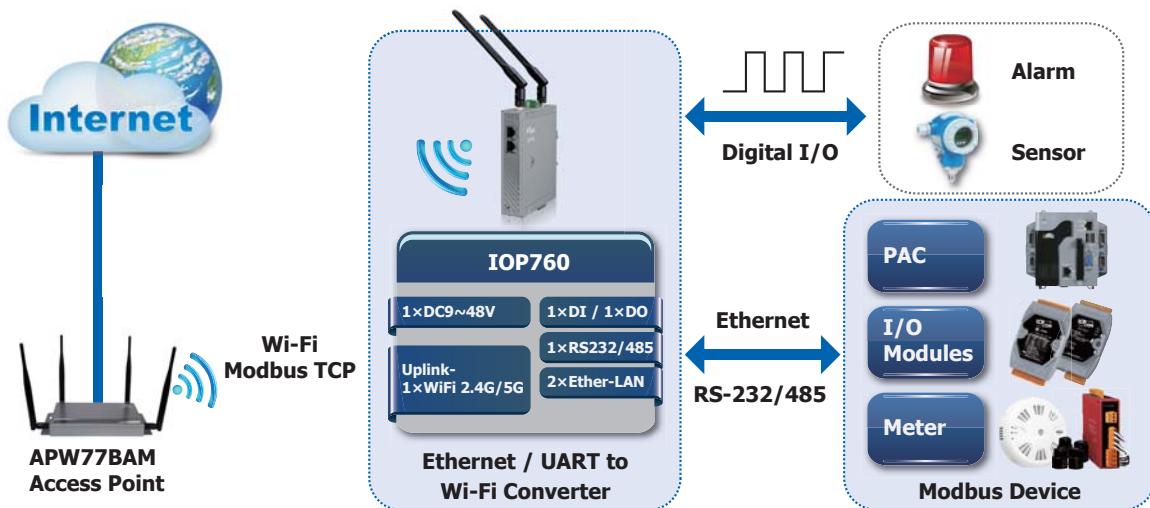 Internet
APW77BAM
Access Point
Wi-Fi
Modbus TCP
IOP760
1×DC9~48V
Uplink-
1×WiFi 2.4G/5G
1×DI / 1×DO
1×RS232/485
2×Ether-LAN
Ethernet / UART to
Wi-Fi Converter
Digital I/O
Alarm
Sensor
Ethernet
RS-232/485
PAC
I/O
Modules
Meter
Modbus Device